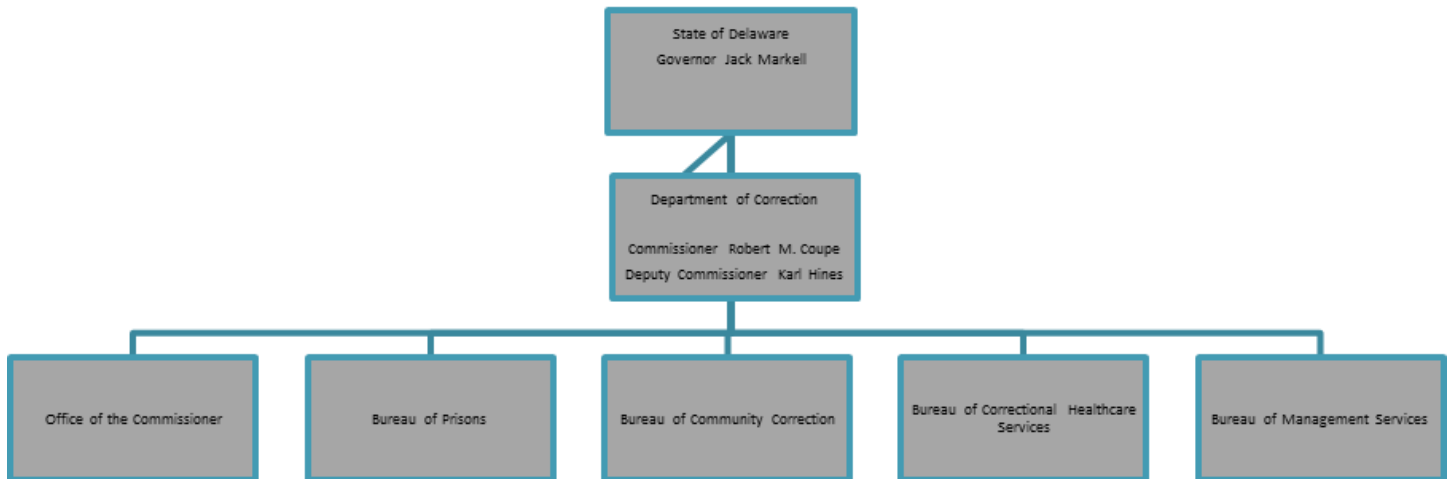 State of Delaware
Governor Jack Markell
Department of Correction
Commissioner Robert M. Coupe
Deputy Commissioner Karl Hines
Office of the Commissioner
Bureau of Prisons
Bureau of Community Correction
Bureau of Correctional Healthcare
Services
Bureau of Management Services